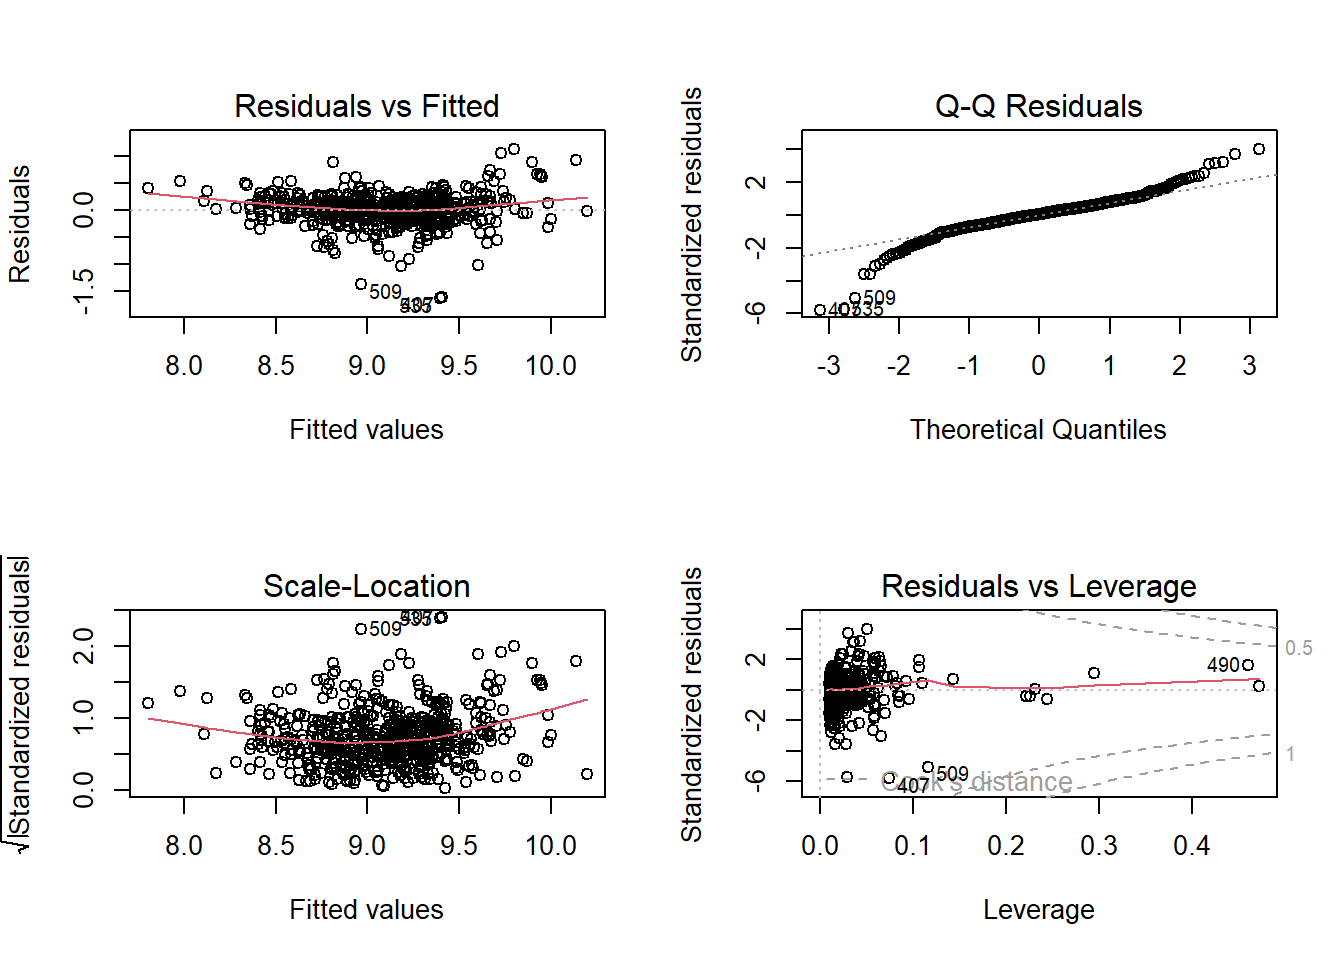 Residuals vs Fitted
Residuals
0.0
-1.5
509
8.0 8.5 9.0 9.5 10.0
Fitted values
Q-Q Residuals
Standardized residuals
2
-2
-6
509
407
535
-3 -2 -1 0 1 2 3
Theoretical Quantiles
Scale-Location
√|Standardized residuals|
2.0
1.0
0.0
509
8.0 8.5 9.0 9.5 10.0
Fitted values
Residuals vs Leverage
Standardized residuals
2
-2
-6
490
0.5
1
509
407
Cook's distance
0.0 0.1 0.2 0.3 0.4
Leverage